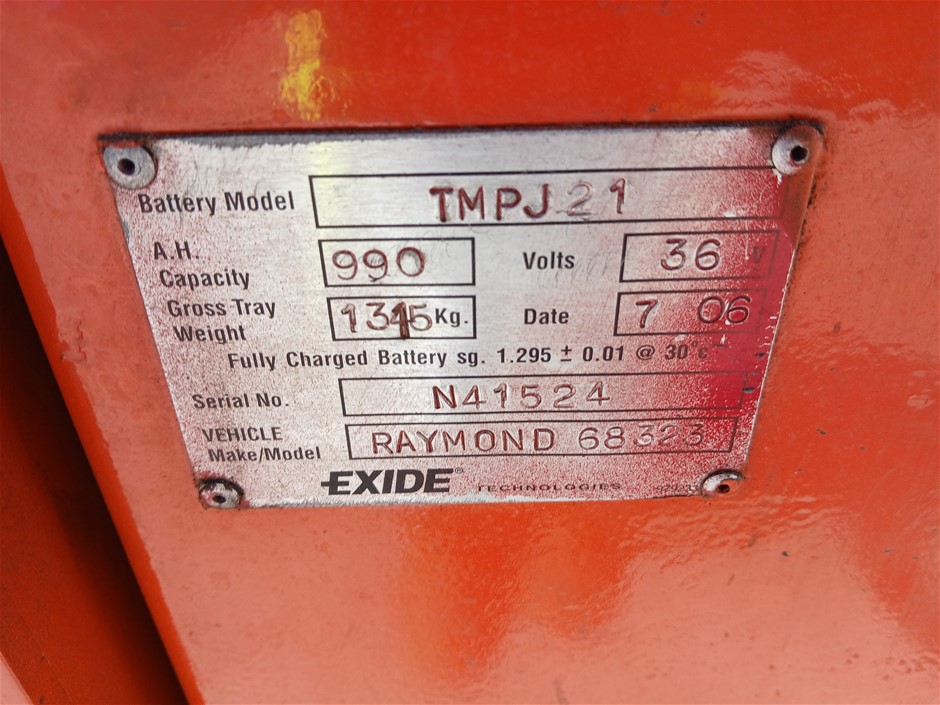 Battery Model TMPJ 21
A.H. Capacity 990 Volts 36 V
Gross Tray Weight Kg. Date 7 06
Fully Charged Battery sg. 1.295 ± 0.01 @ 30°c
Serial No. N41524
VEHICLE Make/Model RAYMOND 68323
EXIDE® TECHNOLOGIES